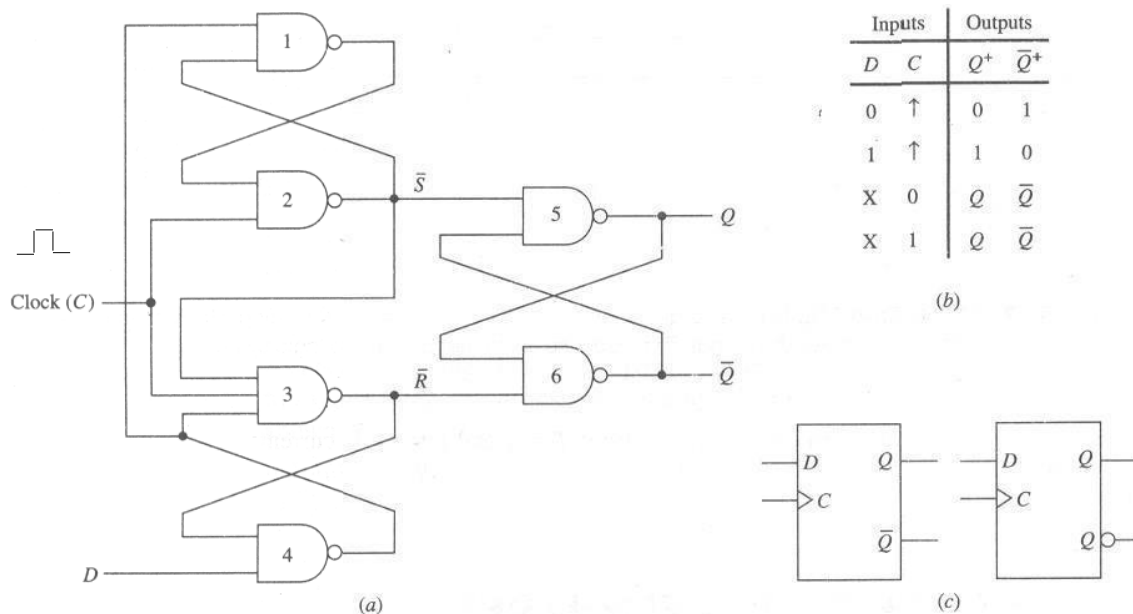 1
2
S̅
3
R̅
4
5
6
Q
Q̅
Clock (C)
D
(a)
Inputs Outputs
D C Q⁺ Q̅⁺
0 ↑ 0 1
1 ↑ 1 0
X 0 Q Q̅
X 1 Q Q̅
(b)
D Q
C
Q̅
D Q
C
Q
(c)